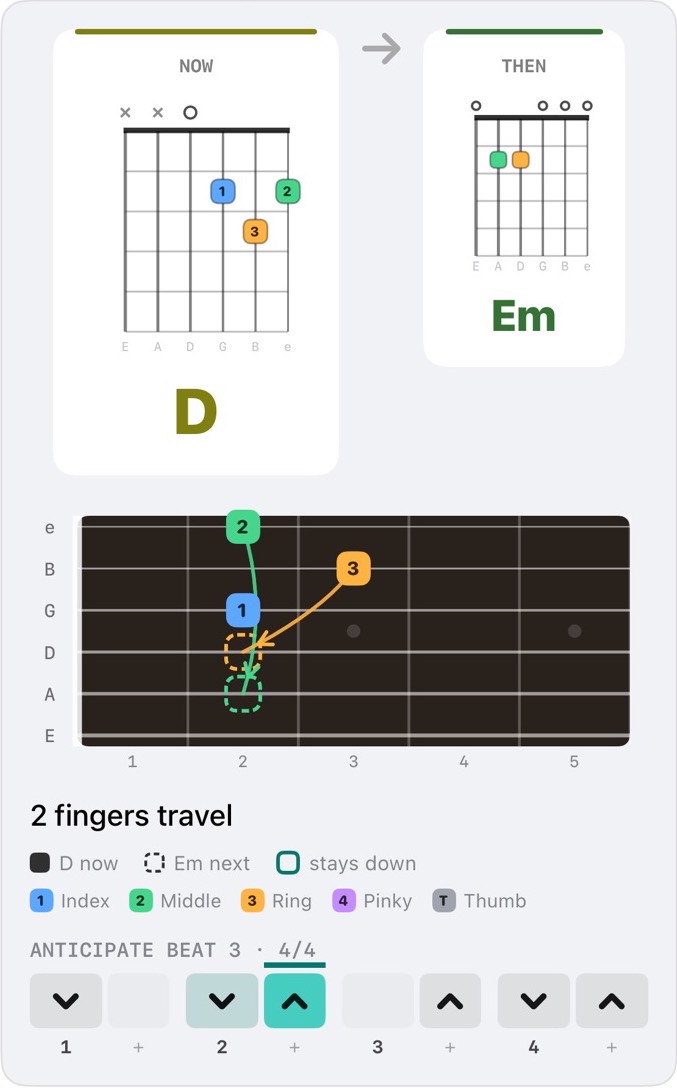 NOW
THEN
× × O
O O O O
1 2
3
E A D G B e
E A D G B e
D
Em
e
2
B
3
G
1
D
A
E
1 2 3 4 5
2 fingers travel
D now Em next stays down
1 Index 2 Middle 3 Ring 4 Pinky T Thumb
ANTICIPATE BEAT 3 · 4/4
1 + 2 + 3 + 4 +